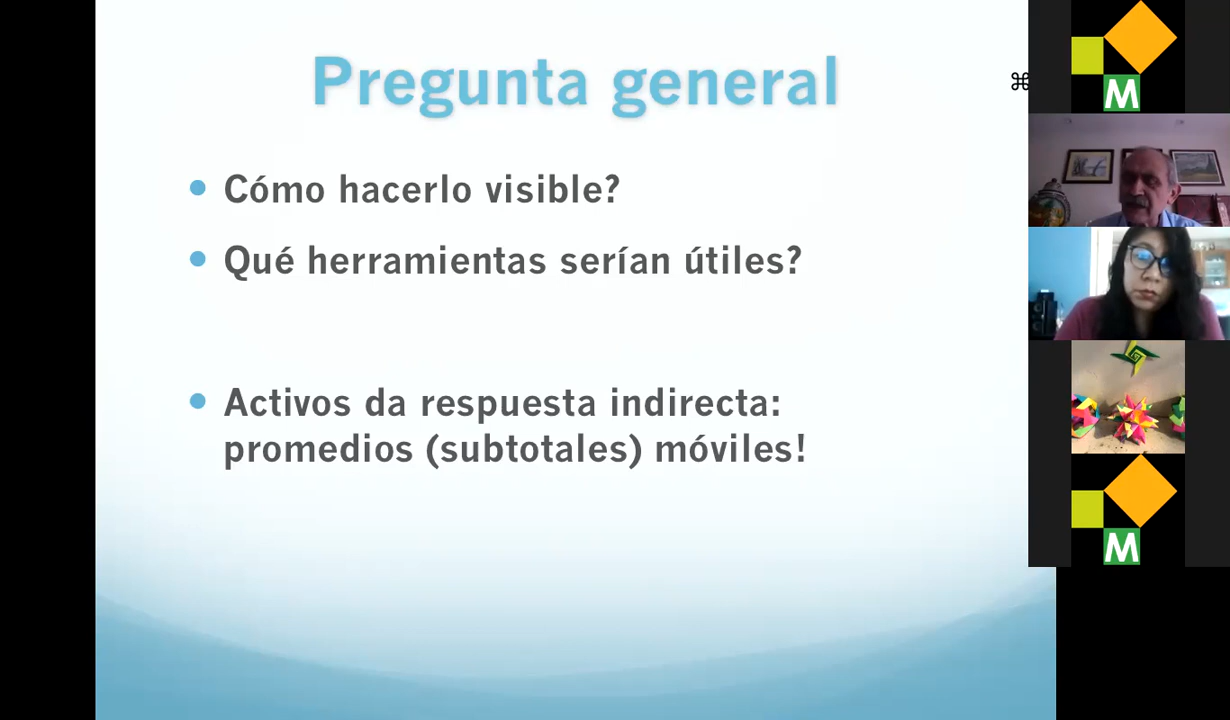 Pregunta general
⌘
M
Cómo hacerlo visible?
Qué herramientas serían útiles?
Activos da respuesta indirecta:
promedios (subtotales) móviles!
M